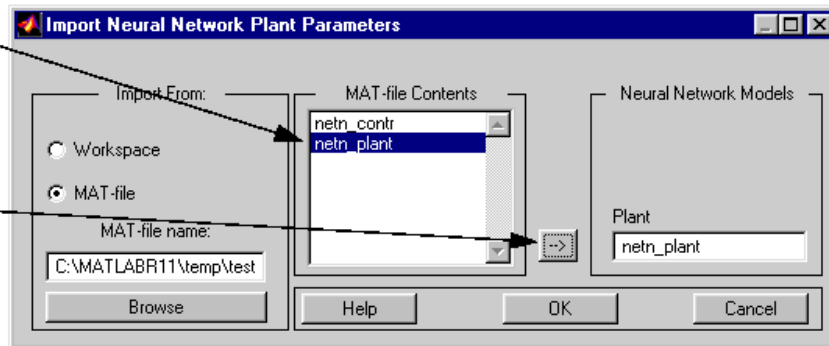 Import Neural Network Plant Parameters
Import From:
Workspace
MAT-file
MAT-file name:
C:\MATLABR11\temp\test
Browse
MAT-file Contents
netn_contr
netn_plant
-->
Neural Network Models
Plant
netn_plant
Help
OK
Cancel